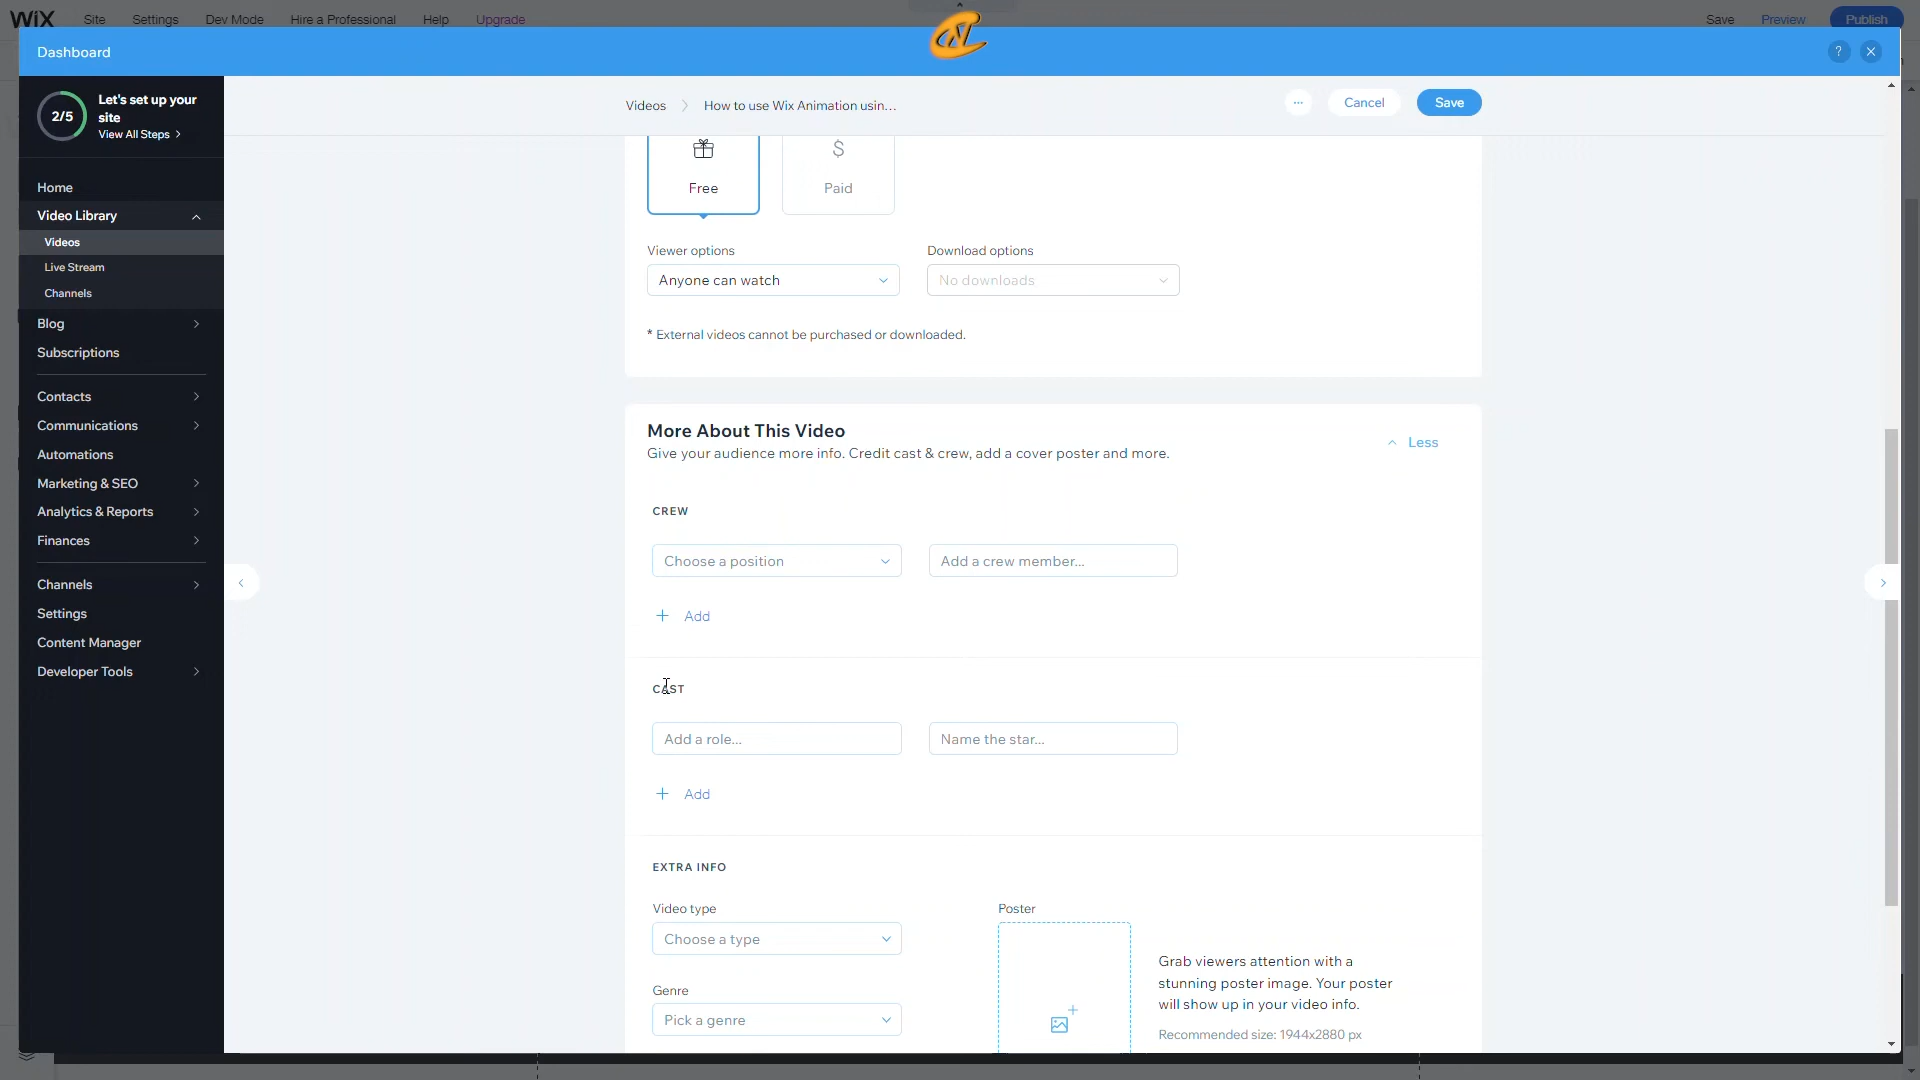 WiX Site Settings Dev Mode Hire a Professional Help Upgrade Save Preview Publish
Dashboard ?
2/5 Let's set up your
site
View All Steps
Videos How to use Wix Animation usin... ... Cancel Save
Home
Video Library
Videos
Live Stream
Channels
Blog
Subscriptions
Contacts
Communications
Automations
Marketing & SEO
Analytics & Reports
Finances
Channels
Settings
Content Manager
Developer Tools
$
Free Paid
Viewer options Download options
Anyone can watch No downloads
* External videos cannot be purchased or downloaded.
More About This Video
Give your audience more info. Credit cast & crew, add a cover poster and more.
Less
CREW
Choose a position Add a crew member...
+ Add
CAST
Add a role... Name the star...
+ Add
EXTRA INFO
Video type Poster
Choose a type
Genre
Pick a genre
Grab viewers attention with a
stunning poster image. Your poster
will show up in your video info.
Recommended size: 1944x2880 px